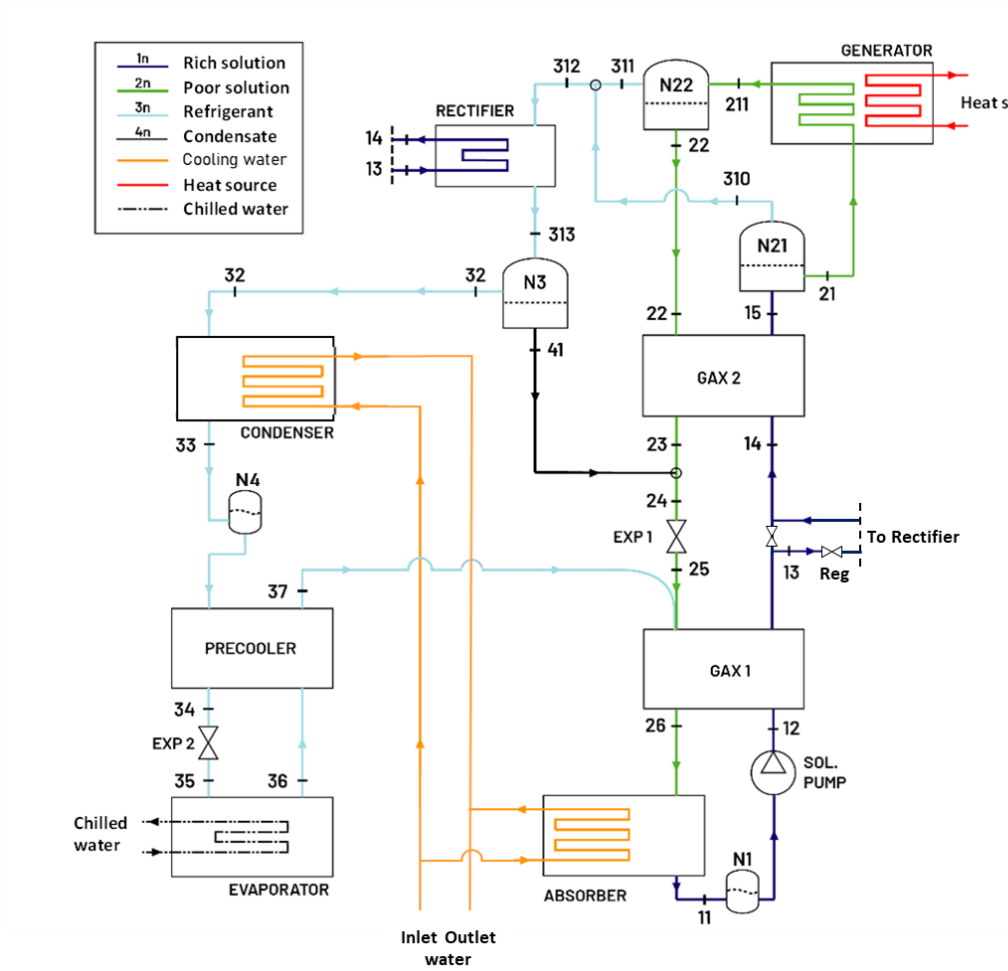 1n Rich solution
2n Poor solution
3n Refrigerant
4n Condensate
Cooling water
Heat source
Chilled water
GENERATOR
Heat s
312
311
N22
211
RECTIFIER
14
13
22
310
313
N21
21
32
32
N3
22
15
41
GAX 2
CONDENSER
33
23
14
N4
24
EXP 1
To Rectifier
25
13
Reg
37
PRECOOLER
GAX 1
34
26
12
EXP 2
SOL.
PUMP
35
36
Chilled
water
N1
EVAPORATOR
ABSORBER
11
Inlet Outlet
water